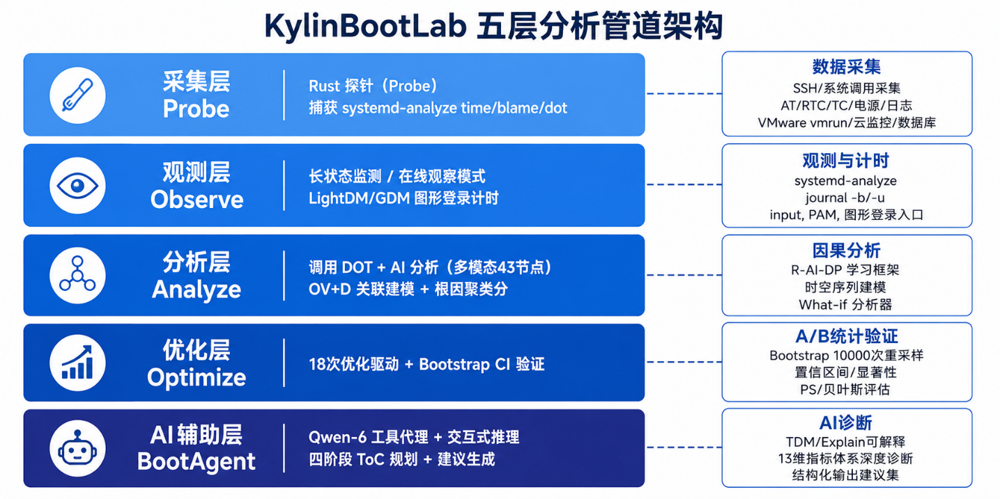 KylinBootLab 五层分析管道架构
采集层
Probe
Rust 探针（Probe）
捕获 systemd-analyze time/blame/dot
数据采集
SSH/系统调用采集
AT/RTC/TC/电源/日志
VMware vmrun/云监控/数据库
观测层
Observe
长状态监测 / 在线观察模式
LightDM/GDM 图形登录计时
观测与计时
systemd-analyze
journal -b/-u
input, PAM, 图形登录入口
分析层
Analyze
调用 DOT + AI 分析（多模态43节点）
OV+D 关联建模 + 根因聚类分
因果分析
R-AI-DP 学习框架
时空序列建模
What-if 分析器
优化层
Optimize
18次优化驱动 + Bootstrap CI 验证
A/B统计验证
Bootstrap 10000次重采样
置信区间/显著性
PS/贝叶斯评估
AI辅助层
BootAgent
Qwen-6 工具代理 + 交互式推理
四阶段 ToC 规划 + 建议生成
AI诊断
TDM/Explain可解释
13维指标体系深度诊断
结构化输出建议集